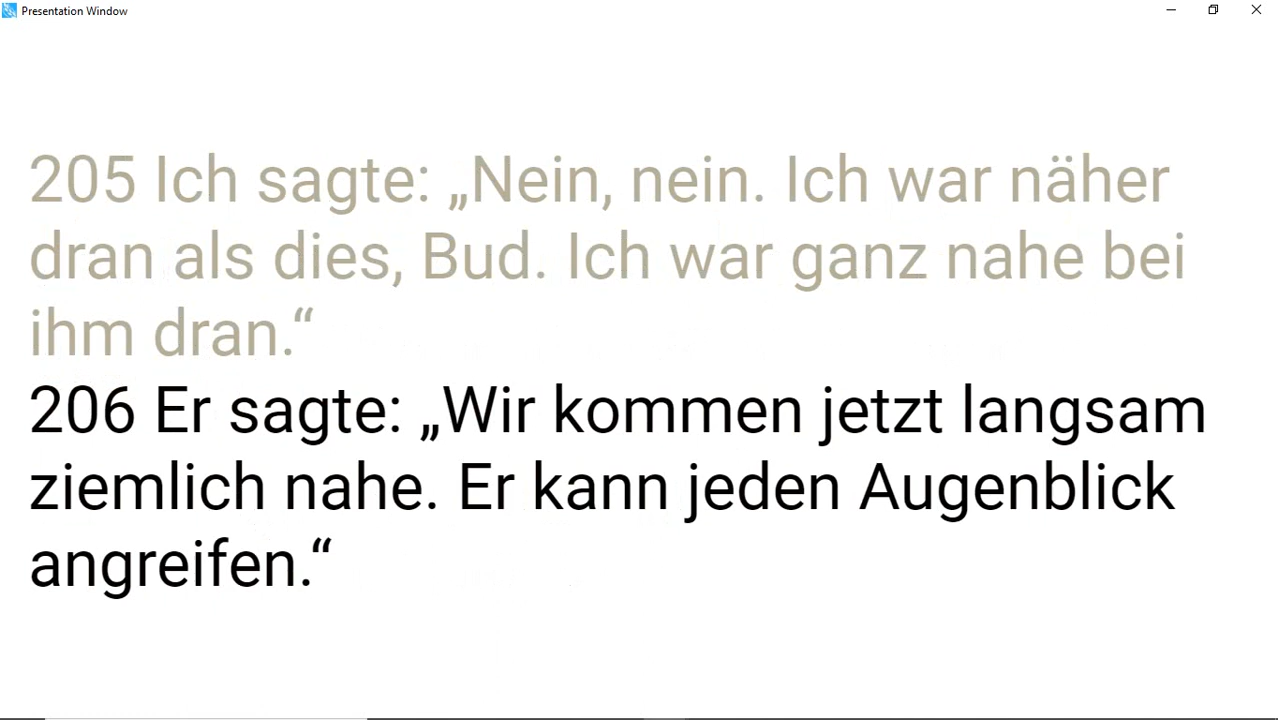 Presentation Window
205 Ich sagte: „Nein, nein. Ich war näher
dran als dies, Bud. Ich war ganz nahe bei
ihm dran.“
206 Er sagte: „Wir kommen jetzt langsam
ziemlich nahe. Er kann jeden Augenblick
angreifen.“